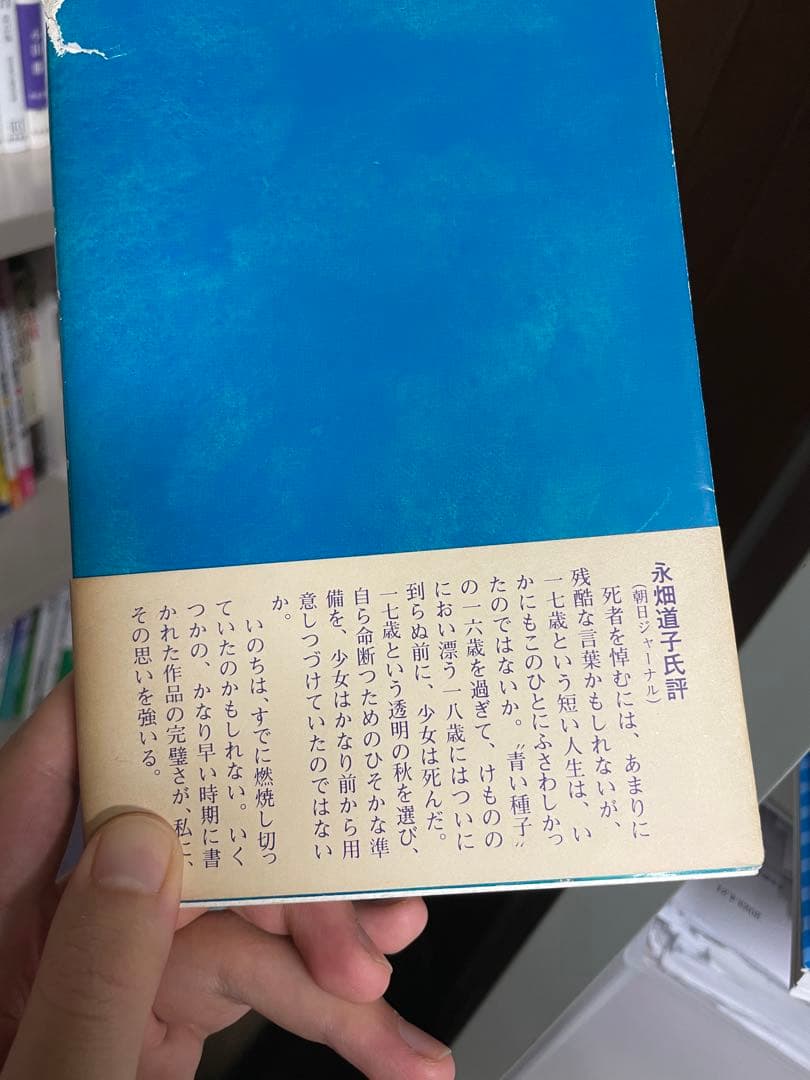 永畑道子氏評
(朝日ジャーナル)
死者を悼むには、あまりに
残酷な言葉かもしれないが、
一七歳という短い人生は、い
かにもこのひとにふさわしかっ
たのではないか。〝青い種子〟
の一六歳を過ぎて、けものの
におい漂う一八歳にはついに
到らぬ前に、少女は死んだ。
一七歳という透明の秋を選び、
自ら命断つためのひそかな準
備を、少女はかなり前から用
意しつづけていたのではない
か。
いのちは、すでに燃焼し切っ
ていたのかもしれない。いく
つかの、かなり早い時期に書
かれた作品の完璧さが、私に、
その思いを強いる。